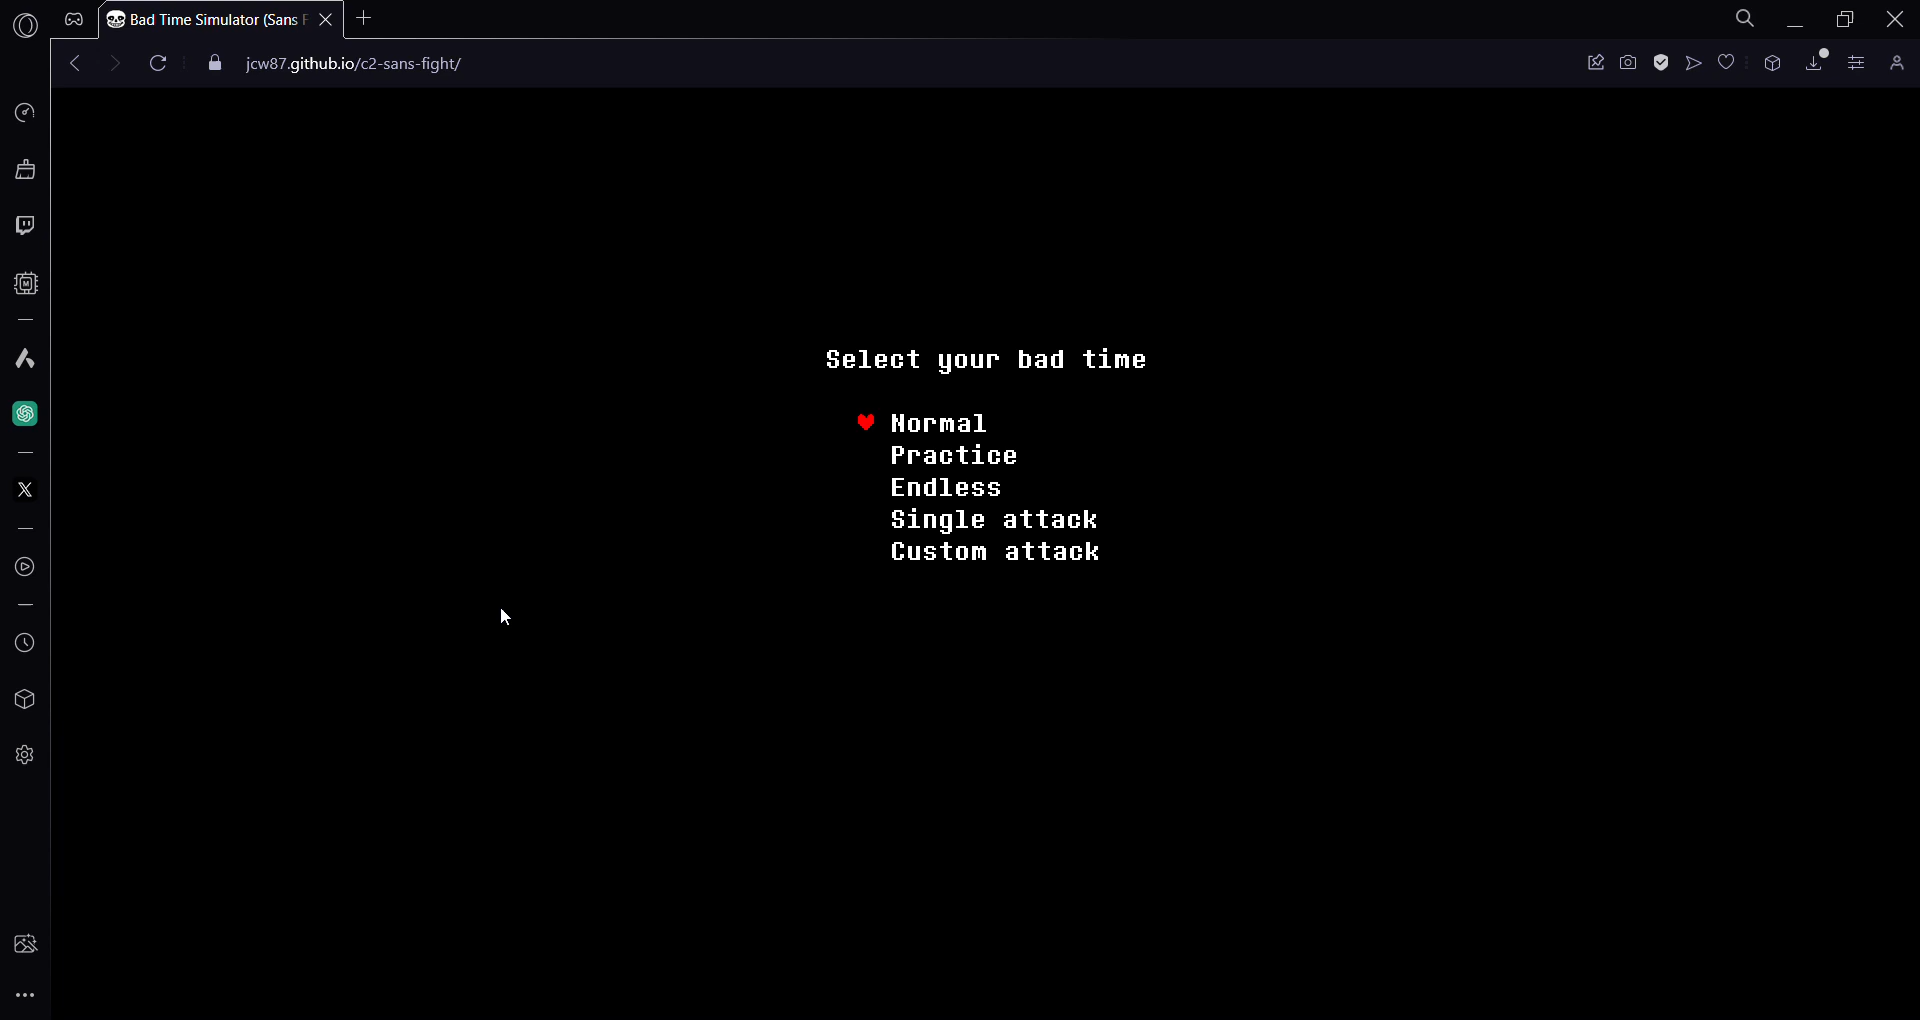 Bad Time Simulator (Sans F
jcw87.github.io/c2-sans-fight/
Select your bad time
Normal
Practice
Endless
Single attack
Custom attack